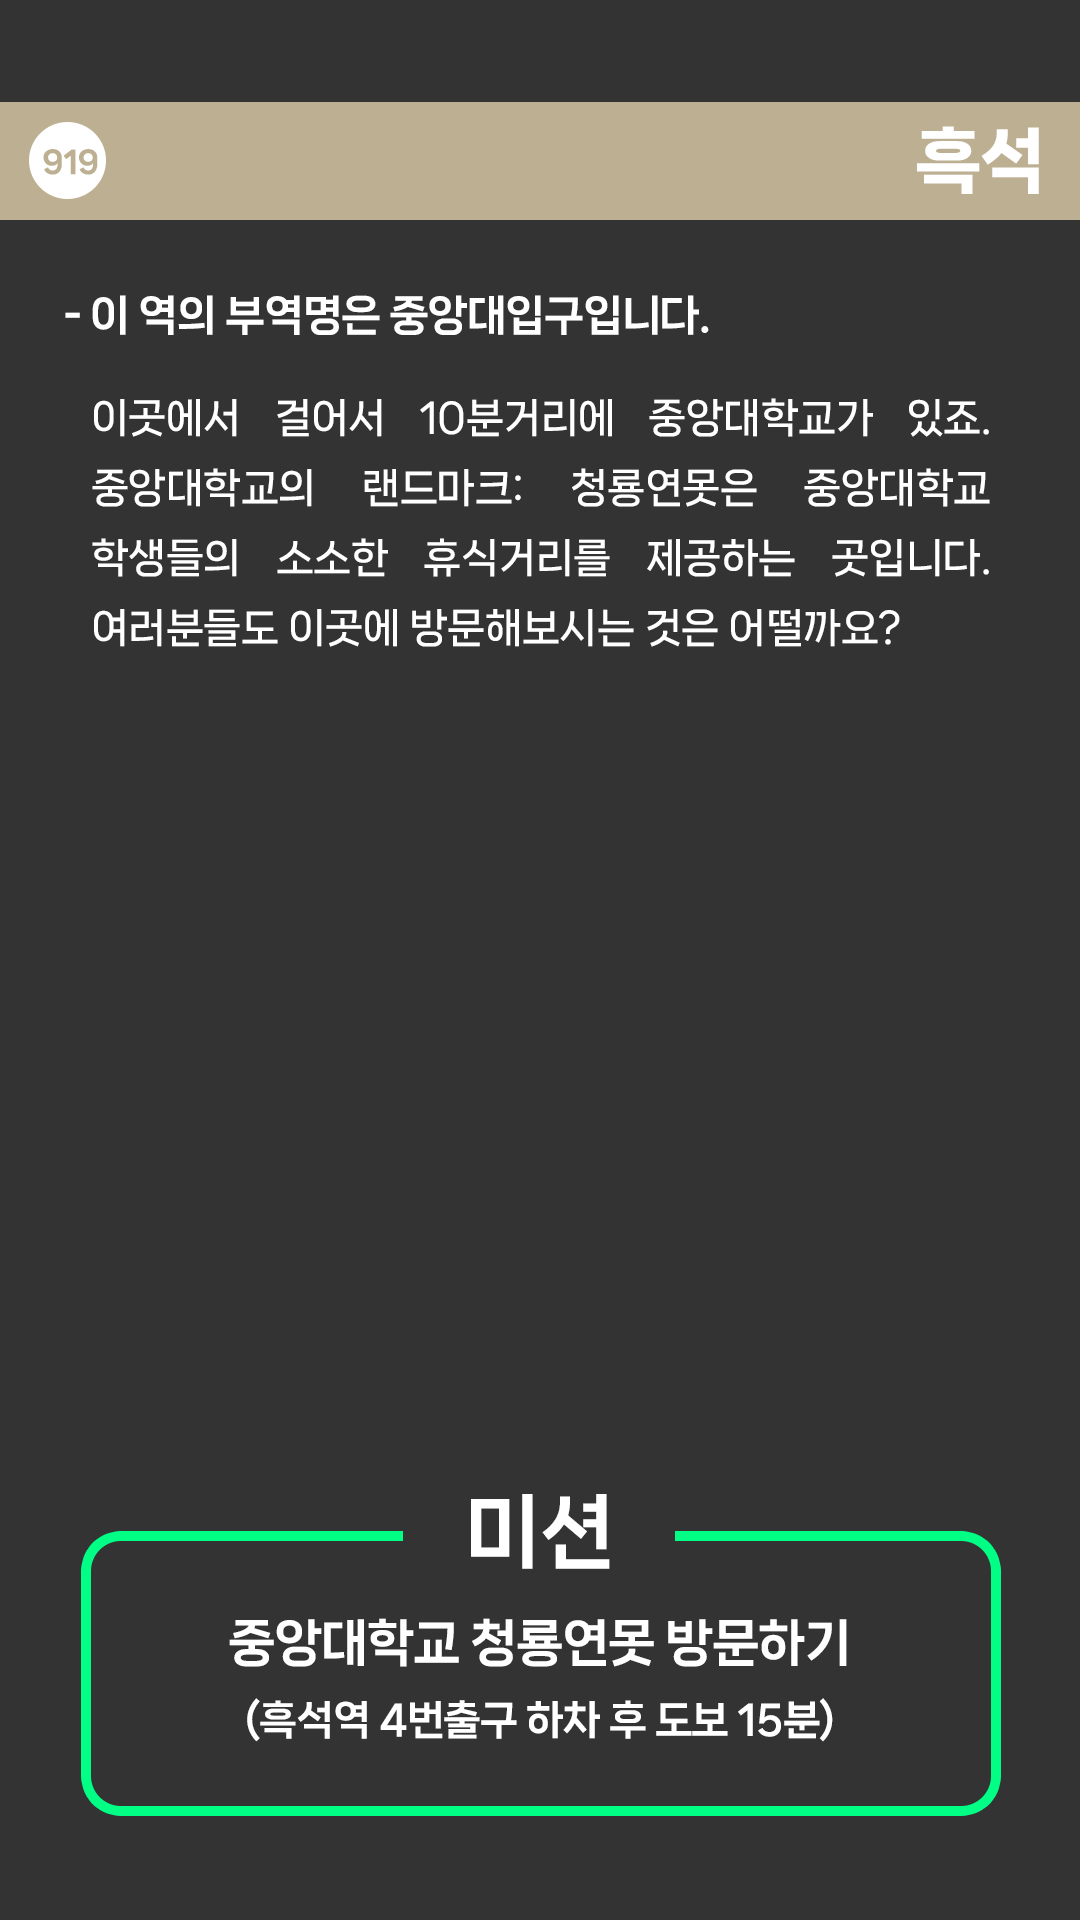 919
흑석
- 이 역의 부역명은 중앙대입구입니다.
이곳에서 걸어서 10분거리에 중앙대학교가 있죠.
중앙대학교의 랜드마크: 청룡연못은 중앙대학교
학생들의 소소한 휴식거리를 제공하는 곳입니다.
여러분들도 이곳에 방문해보시는 것은 어떨까요?
미션
중앙대학교 청룡연못 방문하기
(흑석역 4번출구 하차 후 도보 15분)